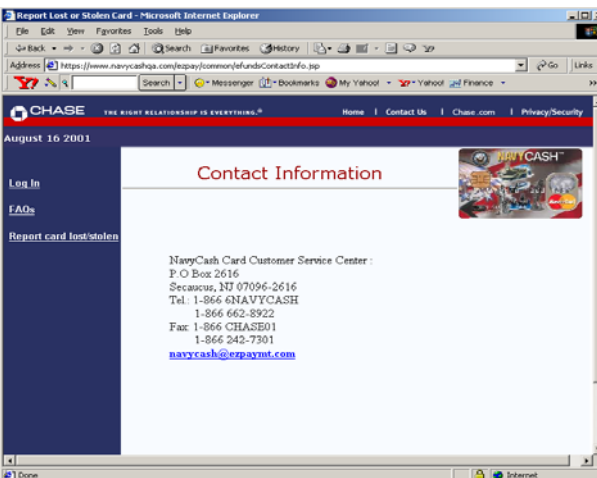 Report Lost or Stolen Card - Microsoft Internet Explorer
File Edit View Favorites Tools Help
Back Search Favorites History
Address https://www.navycashqa.com/ezpay/common/efundsContactInfo.jsp Go Links
Y! Search Messenger Bookmarks My Yahoo! Yahoo! Finance »
CHASE THE RIGHT RELATIONSHIP IS EVERYTHING.® Home | Contact Us | Chase.com | Privacy/Security
August 16 2001
NAVYCASH™
Contact Information
Log In
FAQs
Report card lost/stolen
NavyCash Card Customer Service Center :
P.O Box 2616
Secaucus, NJ 07096-2616
Tel.: 1-866 6NAVYCASH
1-866 662-8922
Fax: 1-866 CHASE01
1-866 242-7301
navycash@ezpaymt.com
Done Internet